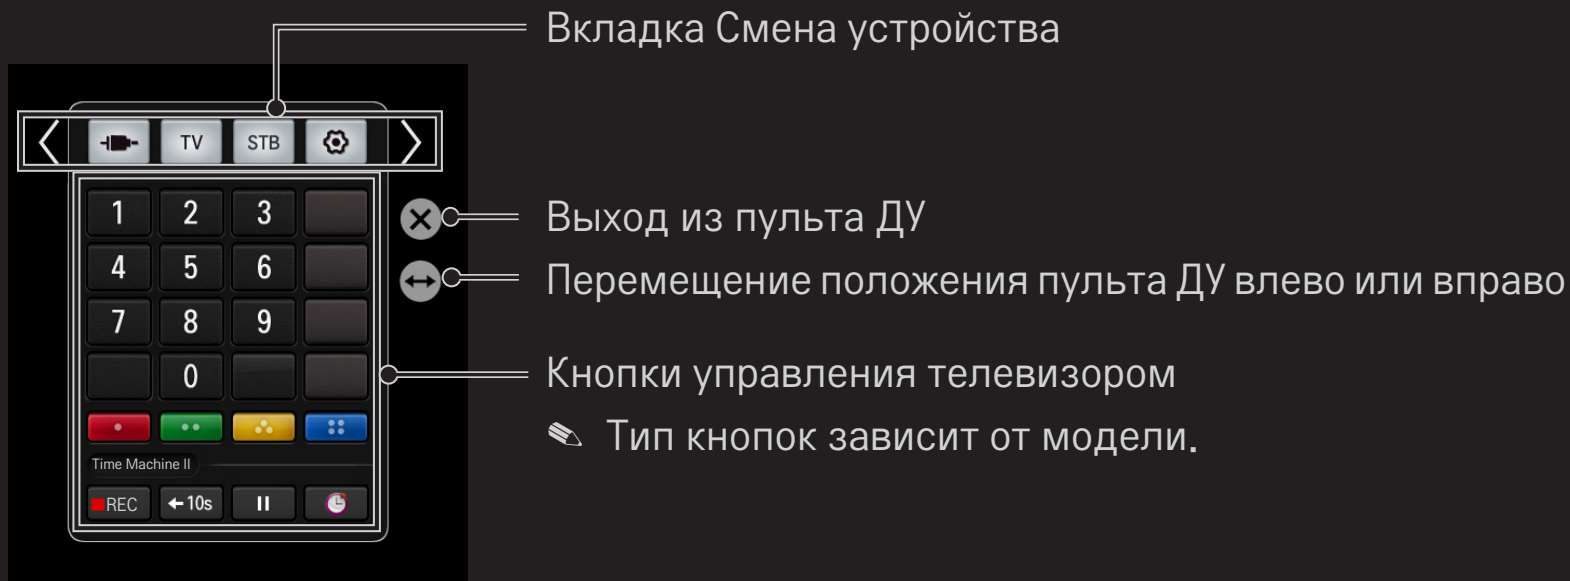 Вкладка Смена устройства
TV STB
1 2 3
Выход из пульта ДУ
4 5 6
Перемещение положения пульта ДУ влево или вправо
7 8 9
0
Кнопки управления телевизором
Тип кнопок зависит от модели.
Time Machine II
REC 10s